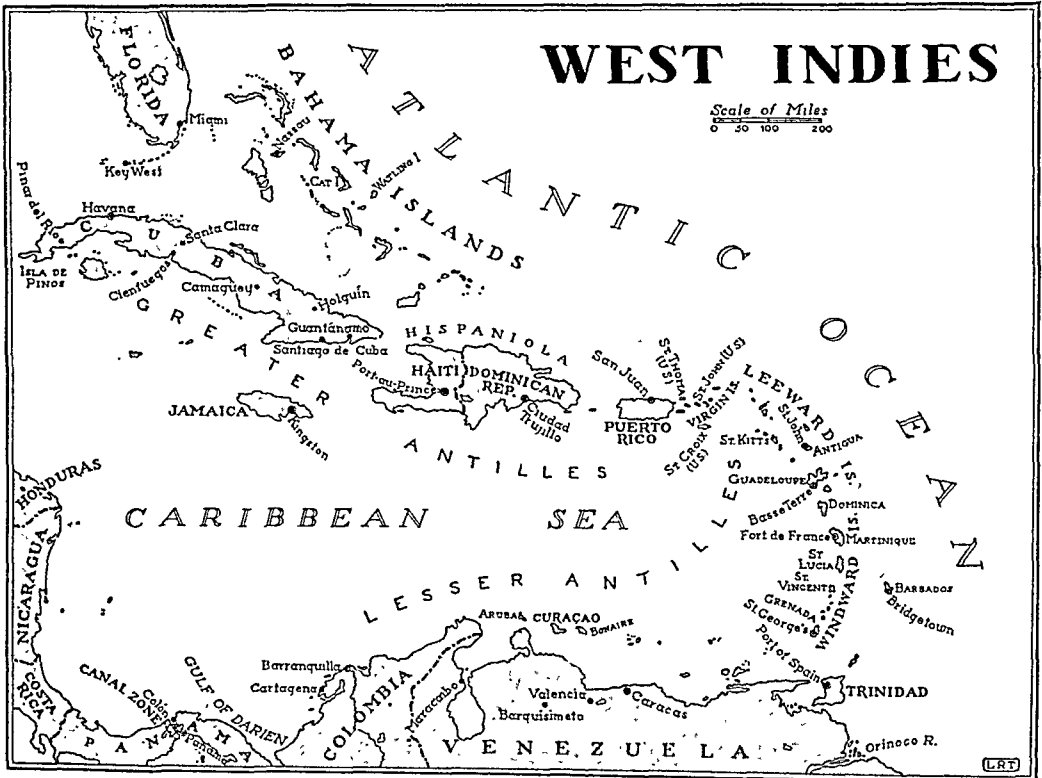 WEST INDIES
Scale of Miles
0 50 100 200
ATLANTIC OCEAN
FLORIDA
Miami
Key West
BAHAMA ISLANDS
Nassau
CAT I
WATLING I
Pinar del Rio
Havana
CUBA
Santa Clara
ISLA DE
PINOS
Cienfuegos
Camaguey
Holquín
Guantánamo
Santiago de Cuba
GREATER ANTILLES
HISPANIOLA
HAITI
Port-au-Prince
DOMINICAN
REP.
Ciudad
Trujillo
JAMAICA
Kingston
San Juan
PUERTO
RICO
ST THOMAS
(US)
ST JOHN (US)
VIRGIN IS.
ST CROIX
(US)
LEEWARD IS.
ST. KITTS
St. John
ANTIGUA
GUADELOUPE
Basse Terre
DOMINICA
Fort de France
MARTINIQUE
ST
LUCIA
ST.
VINCENT
GRENADA
St. George's
WINDWARD IS.
BARBADOS
Bridgetown
Port of Spain
TRINIDAD
Orinoco R.
CARIBBEAN SEA
LESSER ANTILLES
ARUBA
CURAÇAO
BONAIRE
HONDURAS
NICARAGUA
COSTA
RICA
CANAL ZONE
Colón
PANAMA
Panama
GULF OF DARIEN
Barranquilla
Cartagena
COLOMBIA
Maracaibo
Valencia
Barquisimeto
Caracas
VENEZUELA
LRT